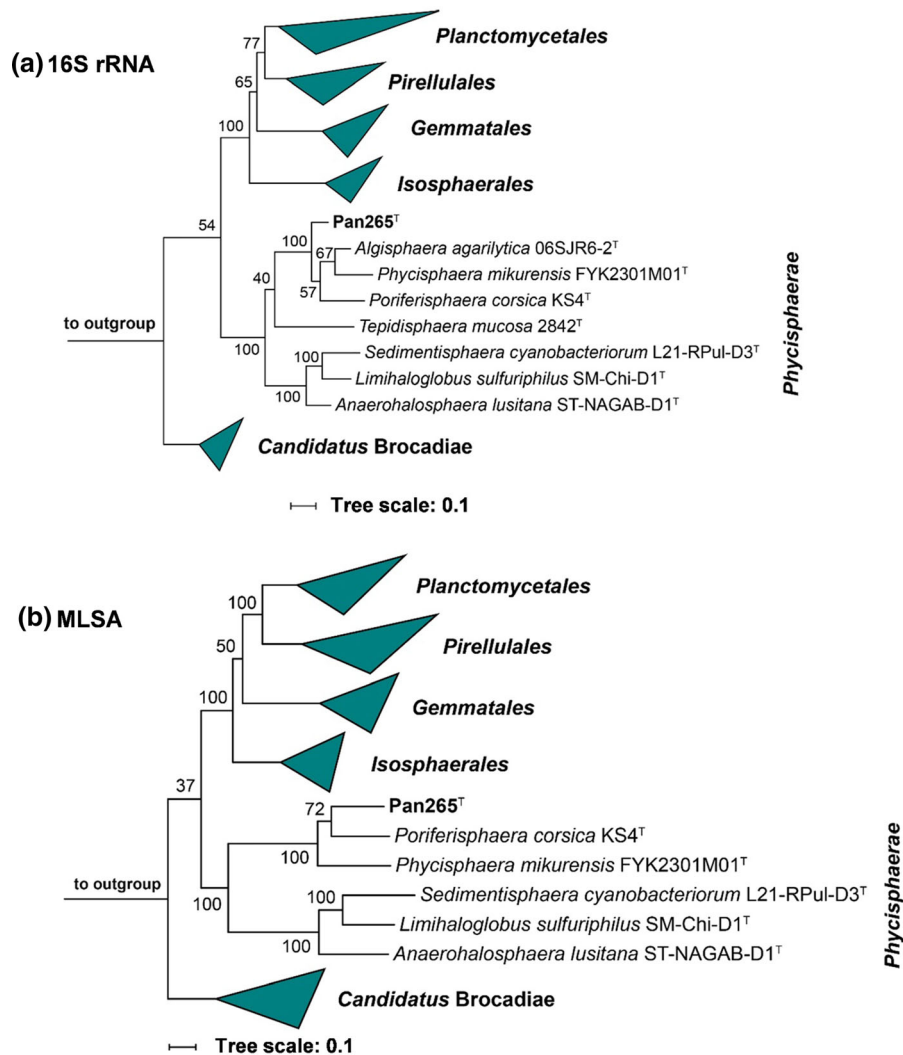 (a) 16S rRNA
Planctomycetales
77
Pirellulales
65
Gemmatales
100
Isosphaerales
54
Pan265ᵀ
100
Algisphaera agarilytica 06SJR6-2ᵀ
67
Phycisphaera mikurensis FYK2301M01ᵀ
40
57
Poriferisphaera corsica KS4ᵀ
to outgroup
Tepidisphaera mucosa 2842ᵀ
100
100
Sedimentisphaera cyanobacteriorum L21-RPul-D3ᵀ
Limihaloglobus sulfuriphilus SM-Chi-D1ᵀ
100
Anaerohalosphaera lusitana ST-NAGAB-D1ᵀ
Phycisphaerae
Candidatus Brocadiae
Tree scale: 0.1
(b) MLSA
Planctomycetales
100
Pirellulales
50
Gemmatales
100
Isosphaerales
37
Pan265ᵀ
72
Poriferisphaera corsica KS4ᵀ
100
Phycisphaera mikurensis FYK2301M01ᵀ
to outgroup
100
100
Sedimentisphaera cyanobacteriorum L21-RPul-D3ᵀ
Limihaloglobus sulfuriphilus SM-Chi-D1ᵀ
100
Anaerohalosphaera lusitana ST-NAGAB-D1ᵀ
Phycisphaerae
Candidatus Brocadiae
Tree scale: 0.1